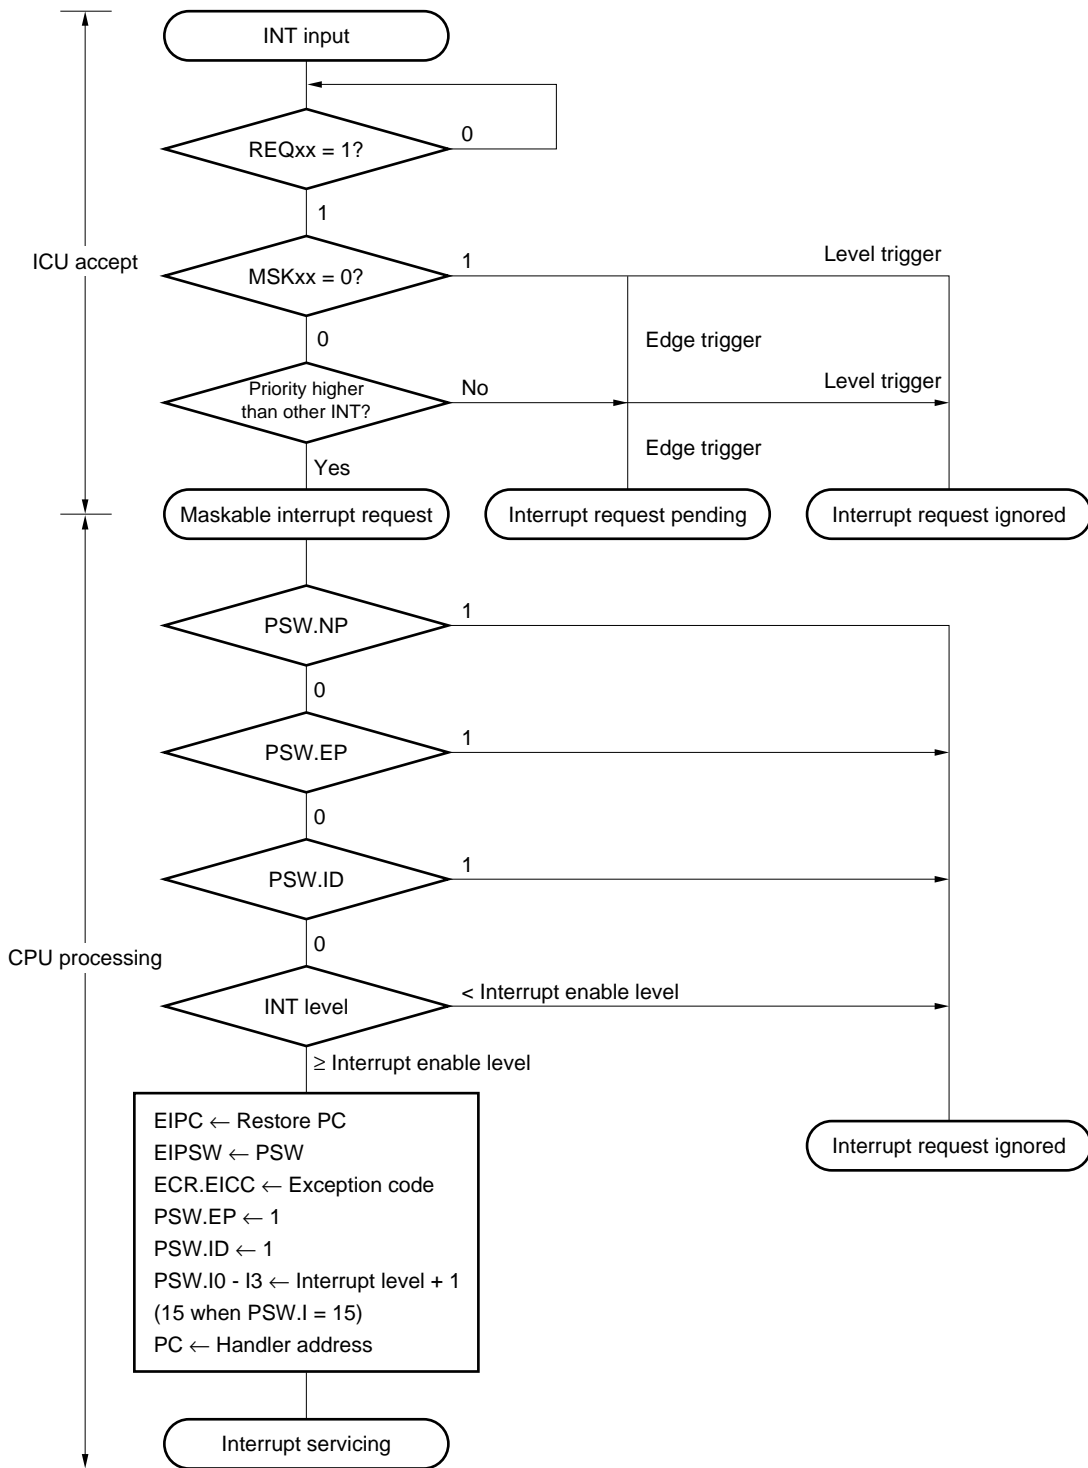 INT input
REQxx = 1?
0
1
ICU accept
MSKxx = 0?
1
Level trigger
0
Edge trigger
Priority higher
than other INT?
No
Level trigger
Edge trigger
Yes
Maskable interrupt request
Interrupt request pending
Interrupt request ignored
PSW.NP
1
0
PSW.EP
1
0
PSW.ID
1
0
CPU processing
INT level
< Interrupt enable level
≥ Interrupt enable level
EIPC ← Restore PC
EIPSW ← PSW
ECR.EICC ← Exception code
PSW.EP ← 1
PSW.ID ← 1
PSW.I0 - I3 ← Interrupt level + 1
(15 when PSW.I = 15)
PC ← Handler address
Interrupt request ignored
Interrupt servicing